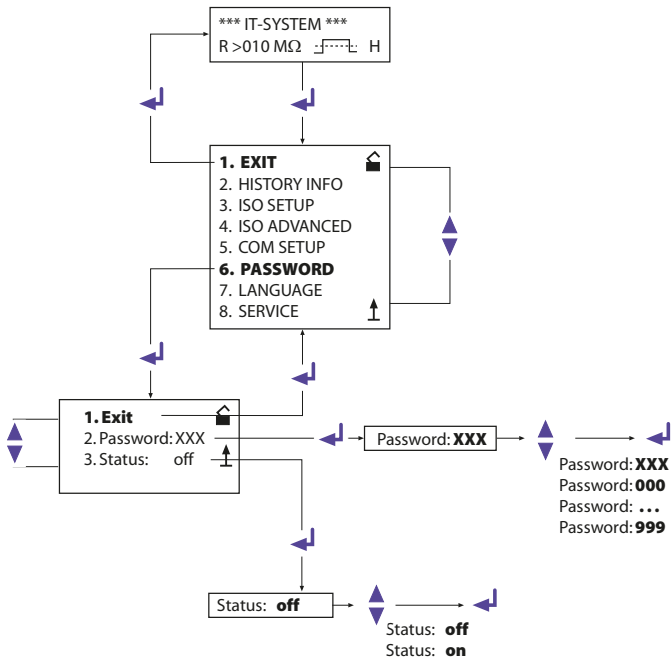 *** IT-SYSTEM ***
R >010 MΩ H
1. EXIT
2. HISTORY INFO
3. ISO SETUP
4. ISO ADVANCED
5. COM SETUP
6. PASSWORD
7. LANGUAGE
8. SERVICE
1. Exit
2. Password: XXX
3. Status: off
Password: XXX
Password: XXX
Password: 000
Password: ...
Password: 999
Status: off
Status: off
Status: on